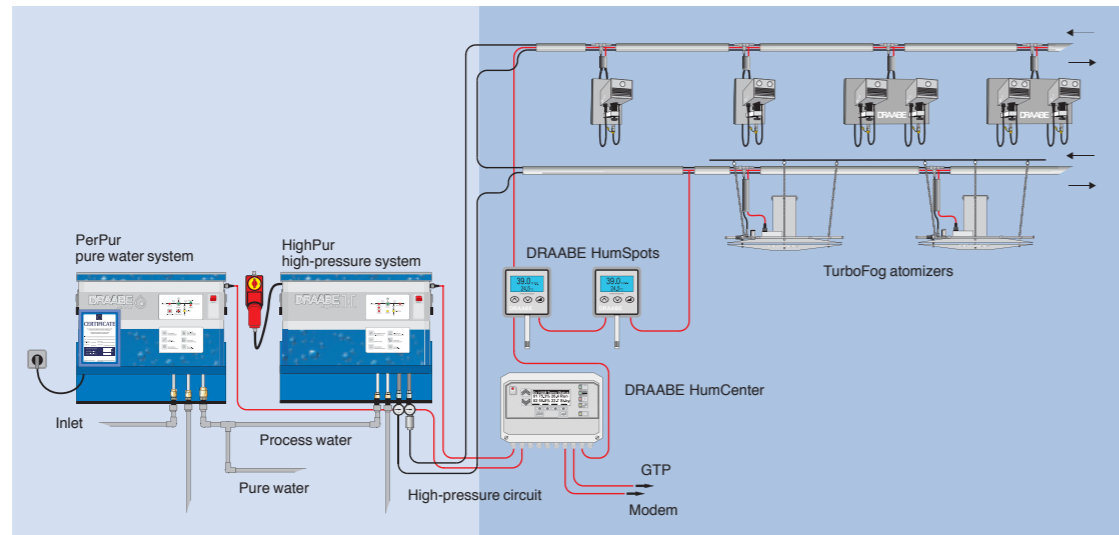 DRAABE
DRAABE
PerPur
pure water system
HighPur
high-pressure system
DRAABE HumSpots
TurboFog atomizers
39.0
39.0
DRAABE
CERTIFICATE
DRAABE
DRAABE HumCenter
Inlet
Process water
Pure water
High-pressure circuit
GTP
Modem